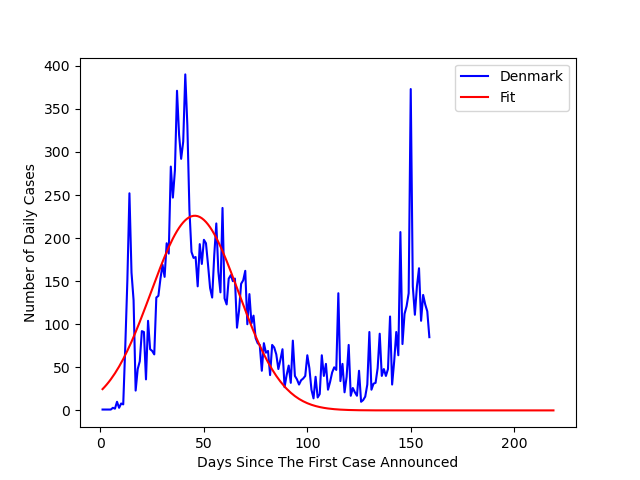 400
350
300
250
200
150
100
50
0
Number of Daily Cases
Denmark
Fit
0 50 100 150 200
Days Since The First Case Announced